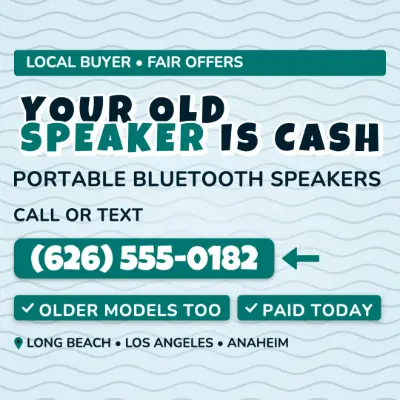 LOCAL BUYER • FAIR OFFERS
YOUR OLD
SPEAKER IS CASH
PORTABLE BLUETOOTH SPEAKERS
CALL OR TEXT
(626) 555-0182
✓ OLDER MODELS TOO ✓ PAID TODAY
LONG BEACH • LOS ANGELES • ANAHEIM